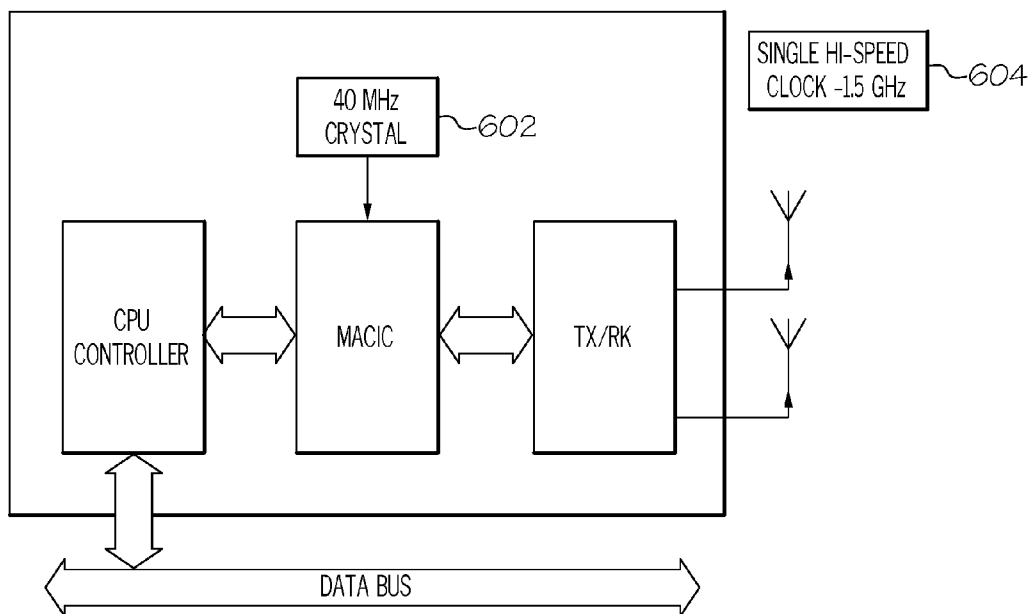 SINGLE HI-SPEED
CLOCK -1.5 GHz
604
40 MHz
CRYSTAL
602
CPU
CONTROLLER
MACIC
TX/RK
DATA BUS